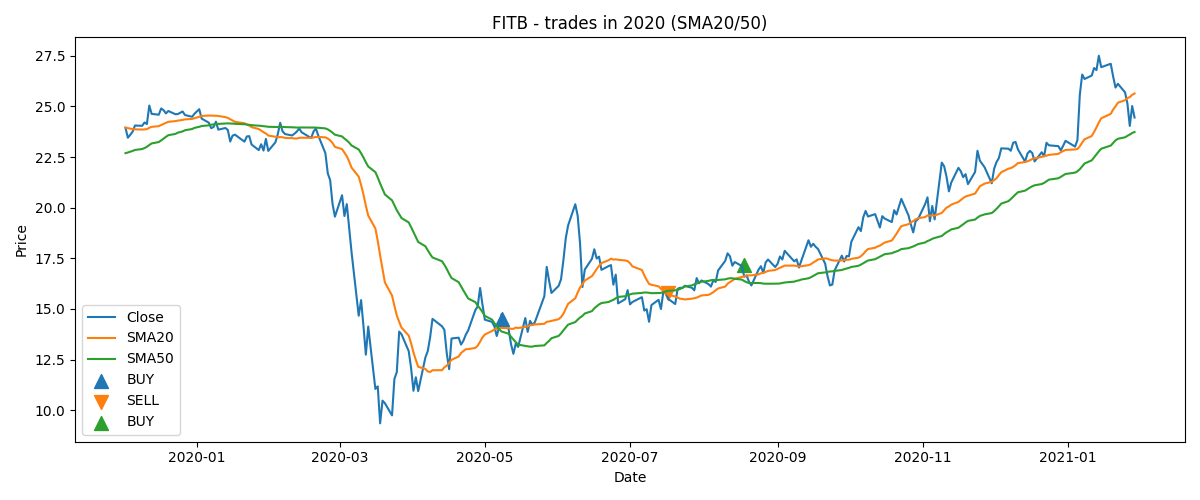 FITB - trades in 2020 (SMA20/50)
Price
27.5
25.0
22.5
20.0
17.5
15.0
12.5
10.0
Close
SMA20
SMA50
BUY
SELL
BUY
2020-01 2020-03 2020-05 2020-07 2020-09 2020-11 2021-01
Date